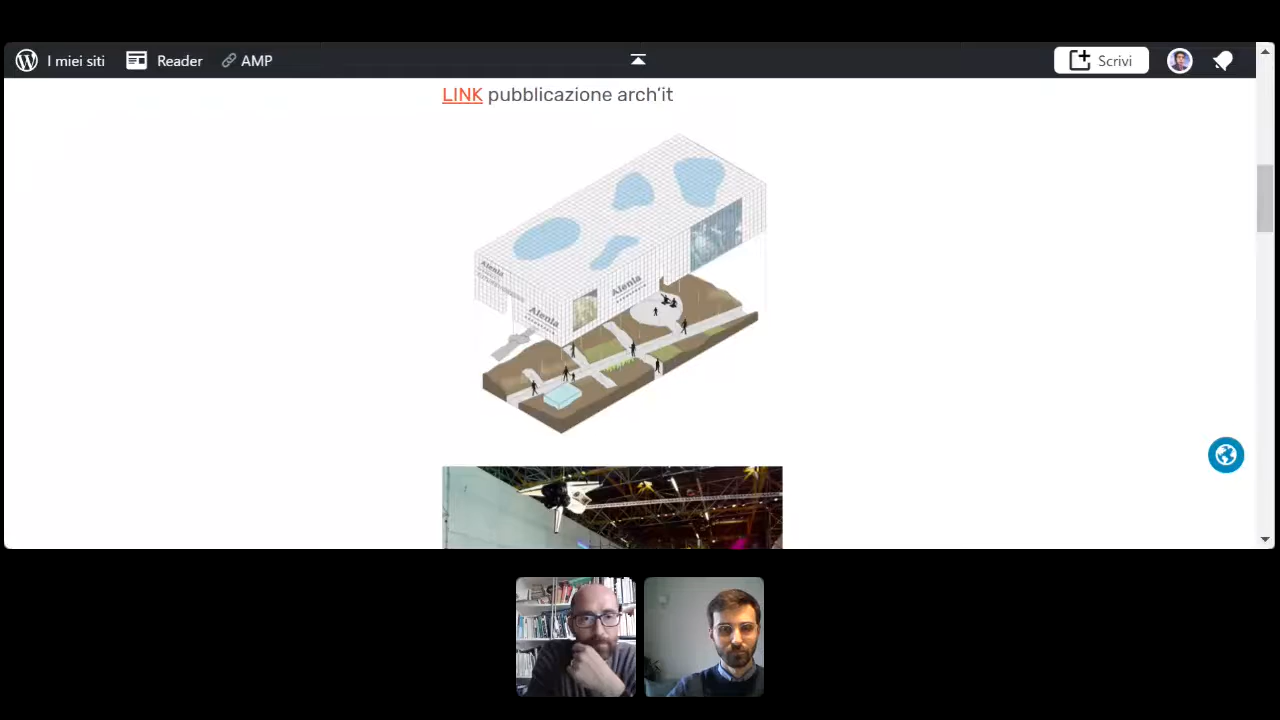 I miei siti
Reader
AMP
Scrivi
LINK pubblicazione arch'it
Alenia
Alenia
Alenia